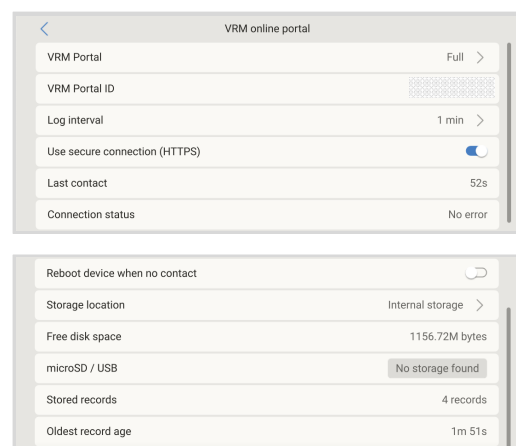 VRM online portal
VRM Portal Full
VRM Portal ID
Log interval 1 min
Use secure connection (HTTPS)
Last contact 52s
Connection status No error
Reboot device when no contact
Storage location Internal storage
Free disk space 1156.72M bytes
microSD / USB No storage found
Stored records 4 records
Oldest record age 1m 51s